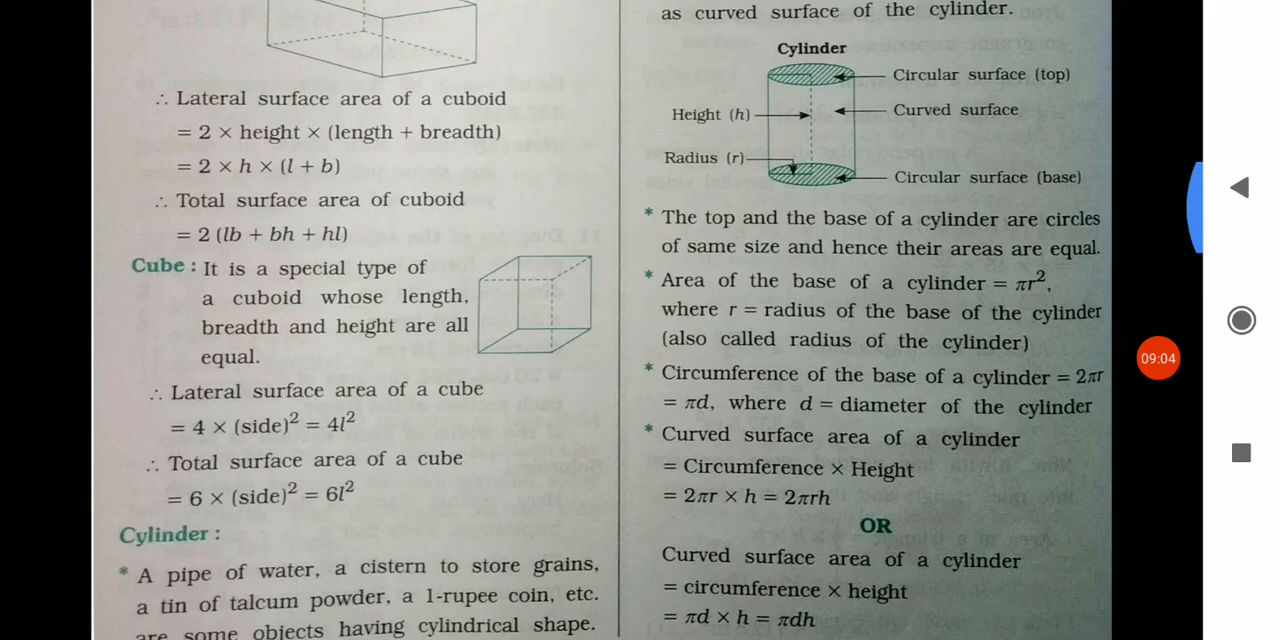 ∴ Lateral surface area of a cuboid
= 2 × height × (length + breadth)
= 2 × h × (l + b)
∴ Total surface area of cuboid
= 2 (lb + bh + hl)
Cube : It is a special type of
a cuboid whose length,
breadth and height are all
equal.
∴ Lateral surface area of a cube
= 4 × (side)² = 4l²
∴ Total surface area of a cube
= 6 × (side)² = 6l²
Cylinder :
* A pipe of water, a cistern to store grains,
a tin of talcum powder, a 1-rupee coin, etc.
are some objects having cylindrical shape.
as curved surface of the cylinder.
Cylinder
Circular surface (top)
Curved surface
Height (h)
Radius (r)
Circular surface (base)
* The top and the base of a cylinder are circles
of same size and hence their areas are equal.
* Area of the base of a cylinder = πr²,
where r = radius of the base of the cylinder
(also called radius of the cylinder)
* Circumference of the base of a cylinder = 2πr
= πd, where d = diameter of the cylinder
* Curved surface area of a cylinder
= Circumference × Height
= 2πr × h = 2πrh
OR
Curved surface area of a cylinder
= circumference × height
= πd × h = πdh
09:04